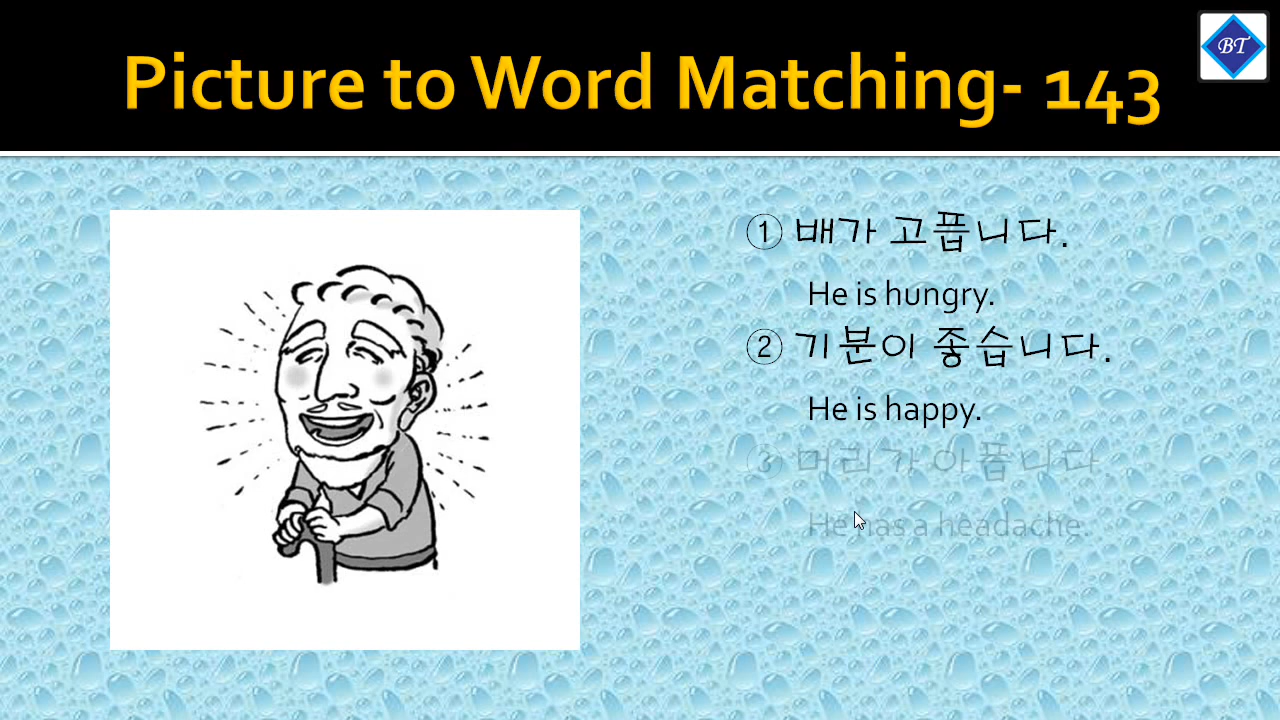 Picture to Word Matching- 143
BT
① 배가 고픕니다.
He is hungry.
② 기분이 좋습니다.
He is happy.
③ 머리가 아픕니다
He has a headache.